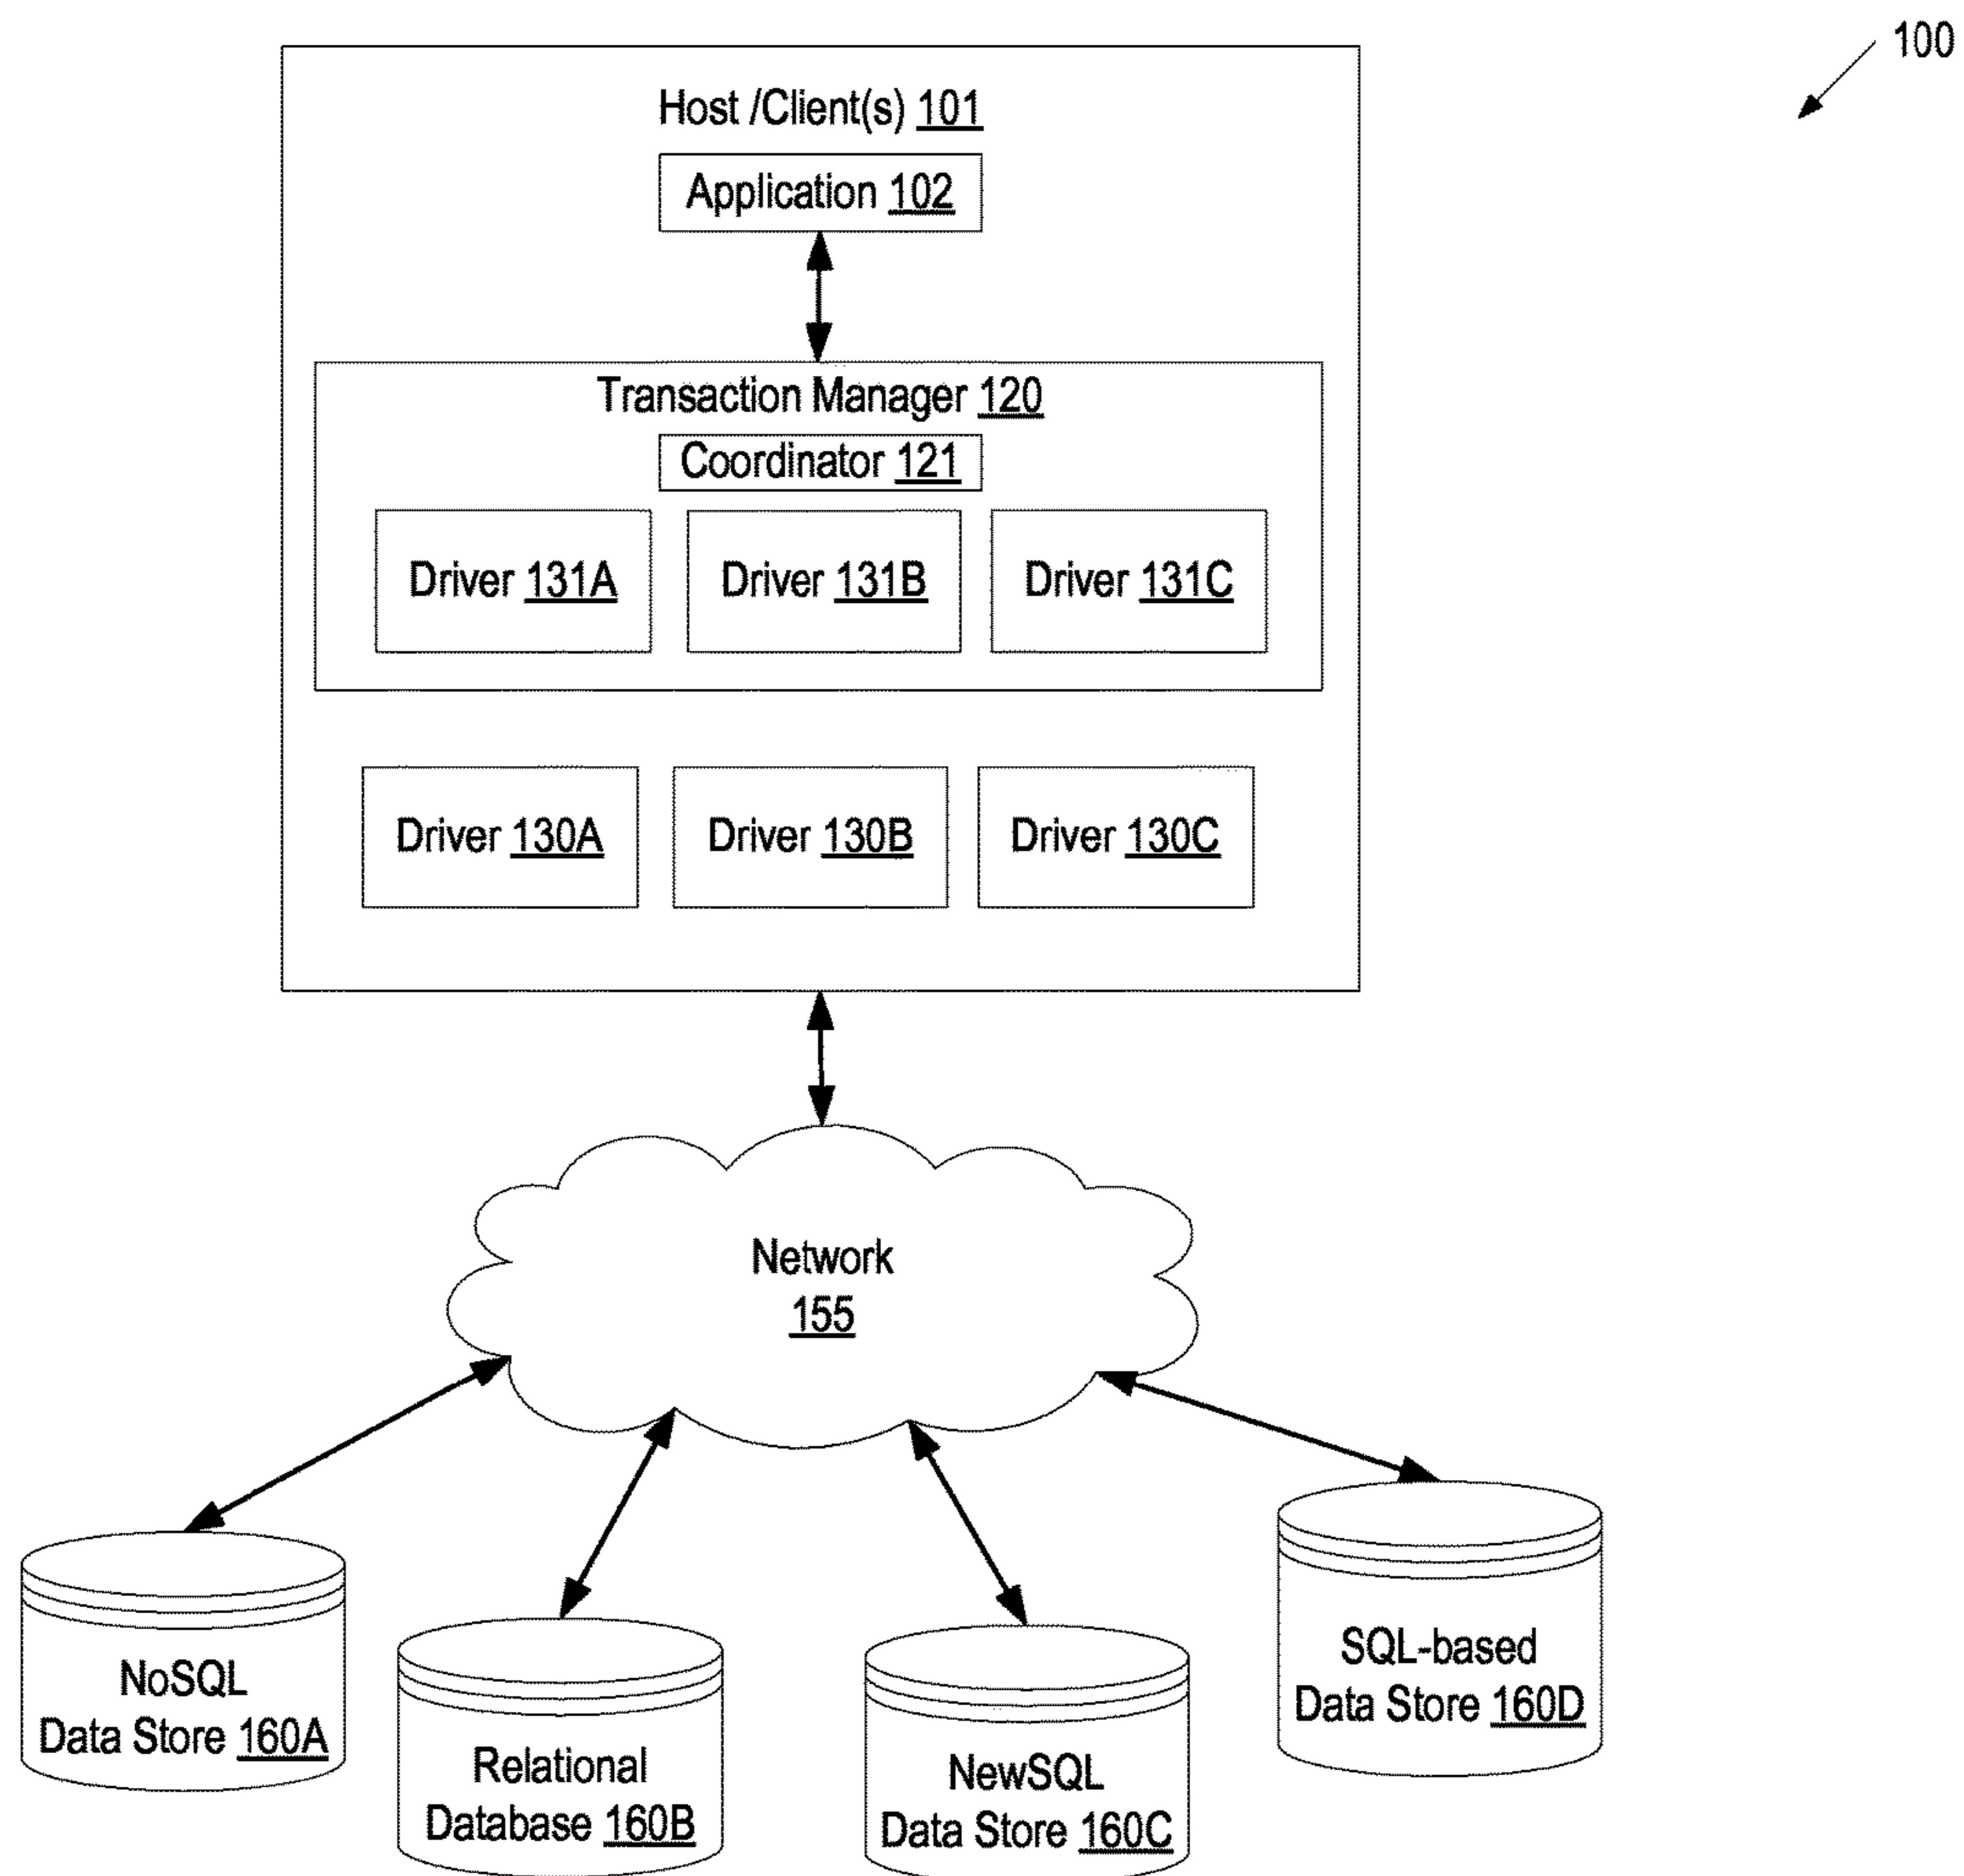 100
Host /Client(s) 101
Application 102
Transaction Manager 120
Coordinator 121
Driver 131A
Driver 131B
Driver 131C
Driver 130A
Driver 130B
Driver 130C
Network
155
NoSQL
Data Store 160A
Relational
Database 160B
NewSQL
Data Store 160C
SQL-based
Data Store 160D